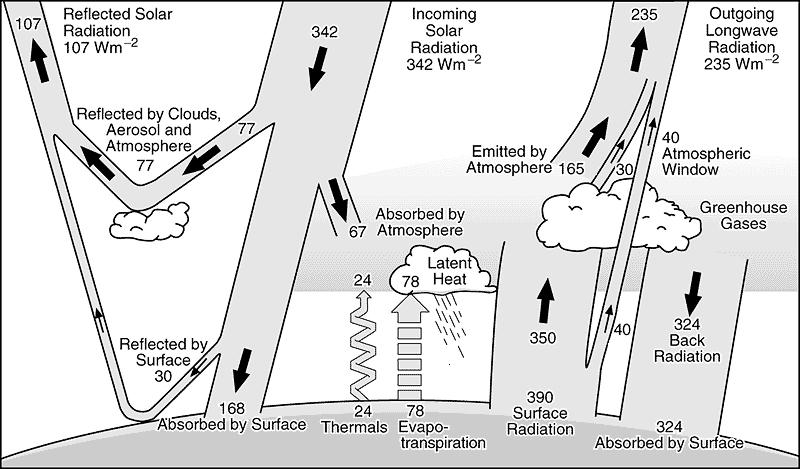 107
Reflected Solar
Radiation
107 Wm−2
342
Incoming
Solar
Radiation
342 Wm−2
235
Outgoing
Longwave
Radiation
235 Wm−2
Reflected by Clouds,
Aerosol and
Atmosphere
77
77
Emitted by
Atmosphere
165
30
40
Atmospheric
Window
Greenhouse
Gases
67
Absorbed by
Atmosphere
24
78
Latent
Heat
350
40
324
Back
Radiation
Reflected by
Surface
30
168
Absorbed by Surface
24
Thermals
78
Evapo-
transpiration
390
Surface
Radiation
324
Absorbed by Surface